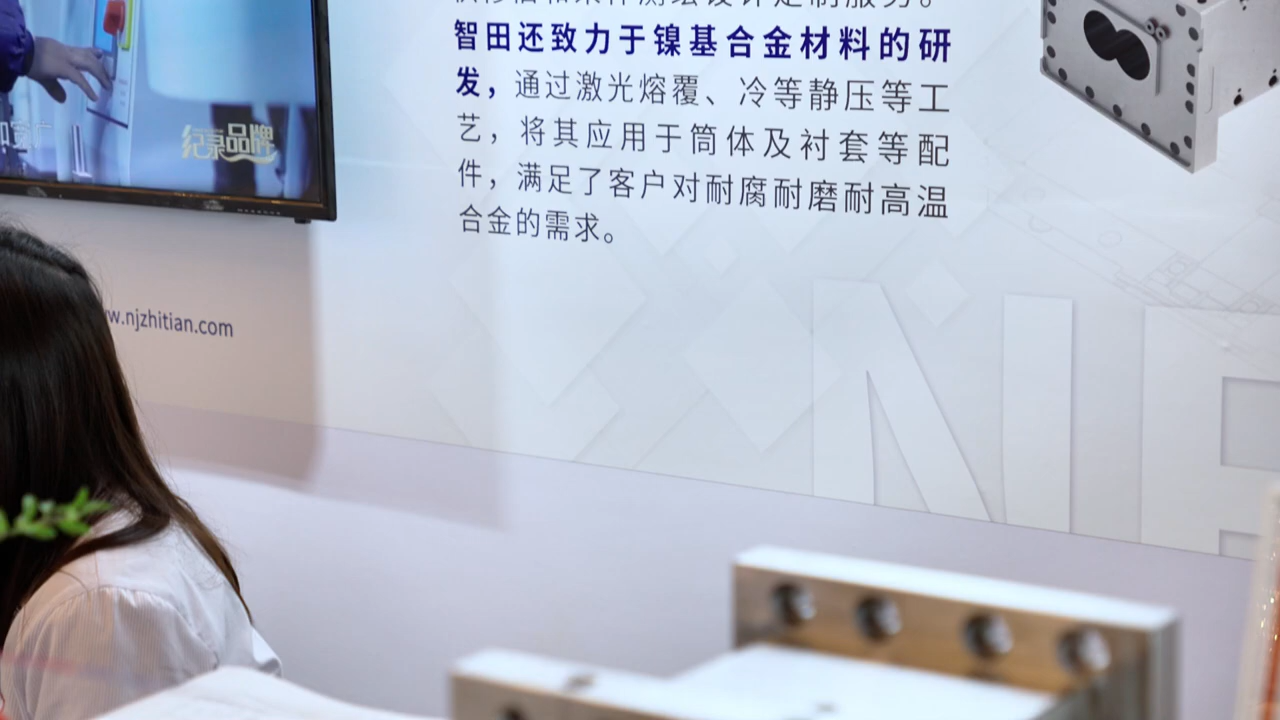 智田还致力于镍基合金材料的研
发，通过激光熔覆、冷等静压等工
艺，将其应用于筒体及衬套等配
件，满足了客户对耐腐耐磨耐高温
合金的需求。
纪录品牌
w.njzhitian.com